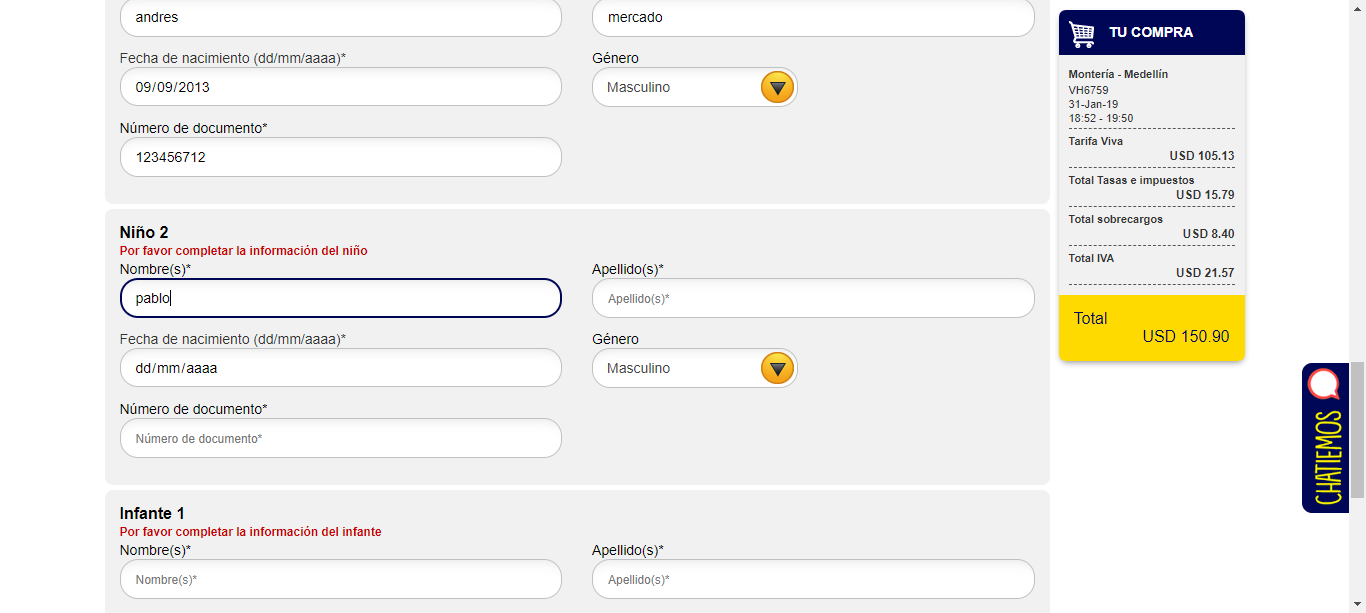 andres
mercado
Fecha de nacimiento (dd/mm/aaaa)*
Género
09/09/2013
Masculino
Número de documento*
123456712
Niño 2
Por favor completar la información del niño
Nombre(s)*
Apellido(s)*
pablo
Apellido(s)*
Fecha de nacimiento (dd/mm/aaaa)*
Género
dd/mm/aaaa
Masculino
Número de documento*
Número de documento*
Infante 1
Por favor completar la información del infante
Nombre(s)*
Apellido(s)*
Nombre(s)*
Apellido(s)*
TU COMPRA
Montería - Medellín
VH6759
31-Jan-19
18:52 - 19:50
Tarifa Viva
USD 105.13
Total Tasas e impuestos
USD 15.79
Total sobrecargos
USD 8.40
Total IVA
USD 21.57
Total
USD 150.90
CHATIEMOS